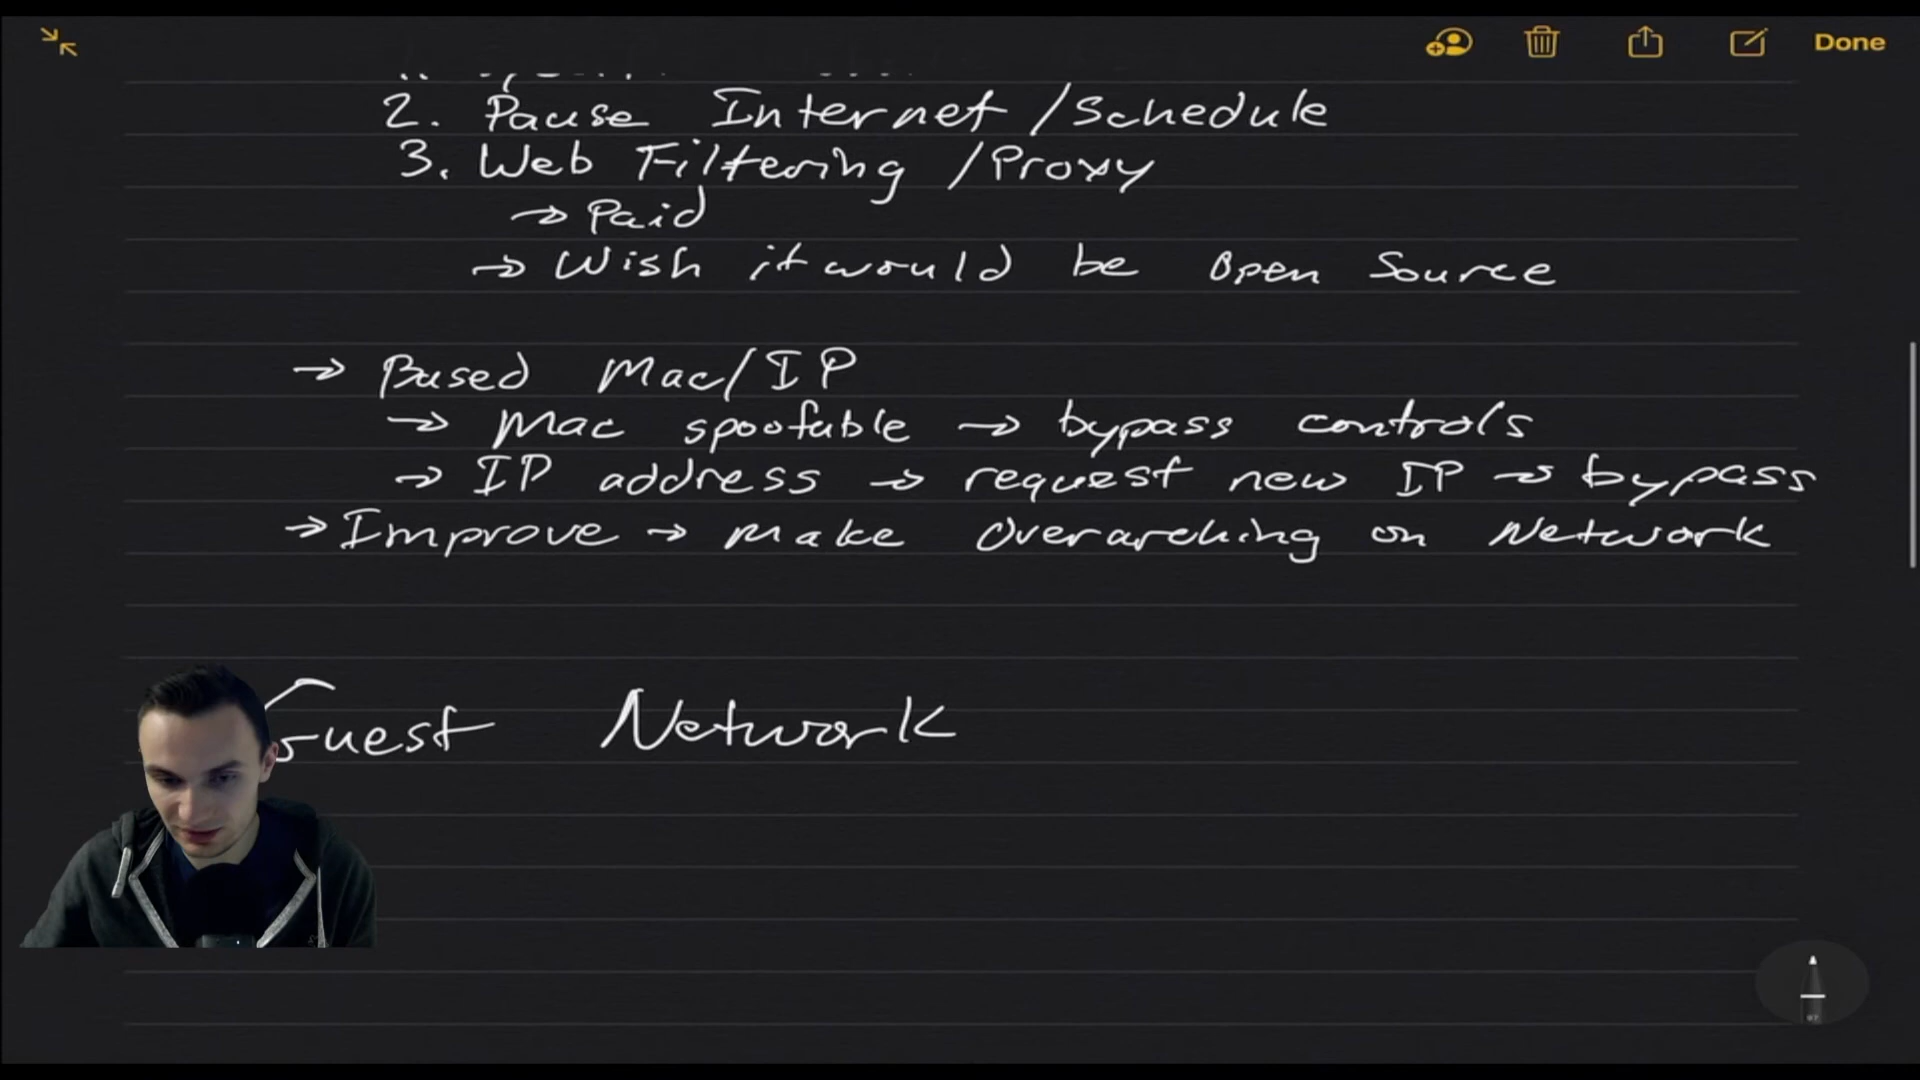 Done
2. Pause Internet / Schedule
3. Web Filtering / Proxy
→ Paid
→ Wish it would be Open Source
→ Based Mac/IP
→ Mac spoofable → bypass controls
→ IP address → request new IP → bypass
→ Improve → Make Overarching on Network
Guest Network